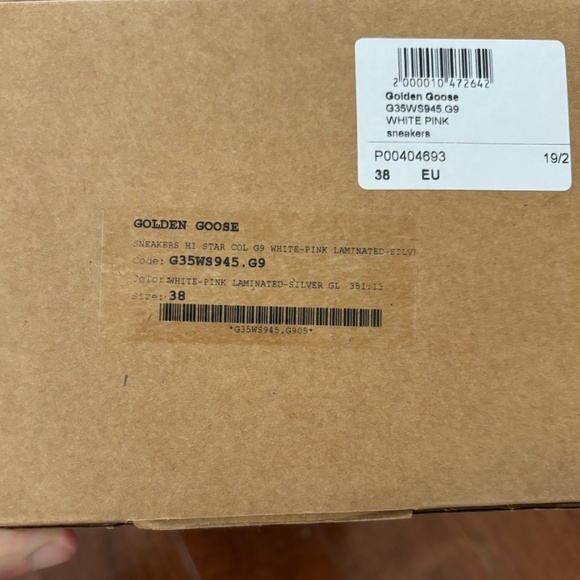 2 000010 472642
Golden Goose
G35WS945.G9
WHITE PINK
sneakers
P00404693 19/2
38 EU
GOLDEN GOOSE
SNEAKERS HI STAR COL G9 WHITE-PINK LAMINATED-SILV
Code: G35WS945.G9
Color: WHITE-PINK LAMINATED-SILVER GL
Size: 38
*G35WS945.G905*